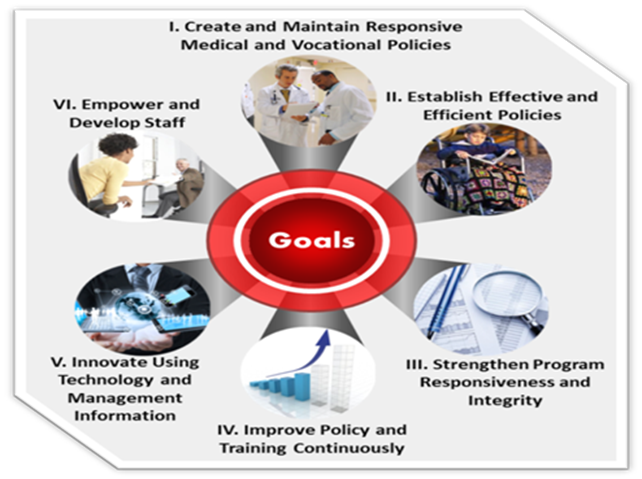 I. Create and Maintain Responsive
Medical and Vocational Policies
II. Establish Effective and
Efficient Policies
III. Strengthen Program
Responsiveness and
Integrity
IV. Improve Policy and
Training Continuously
V. Innovate Using
Technology and
Management
Information
VI. Empower and
Develop Staff
Goals